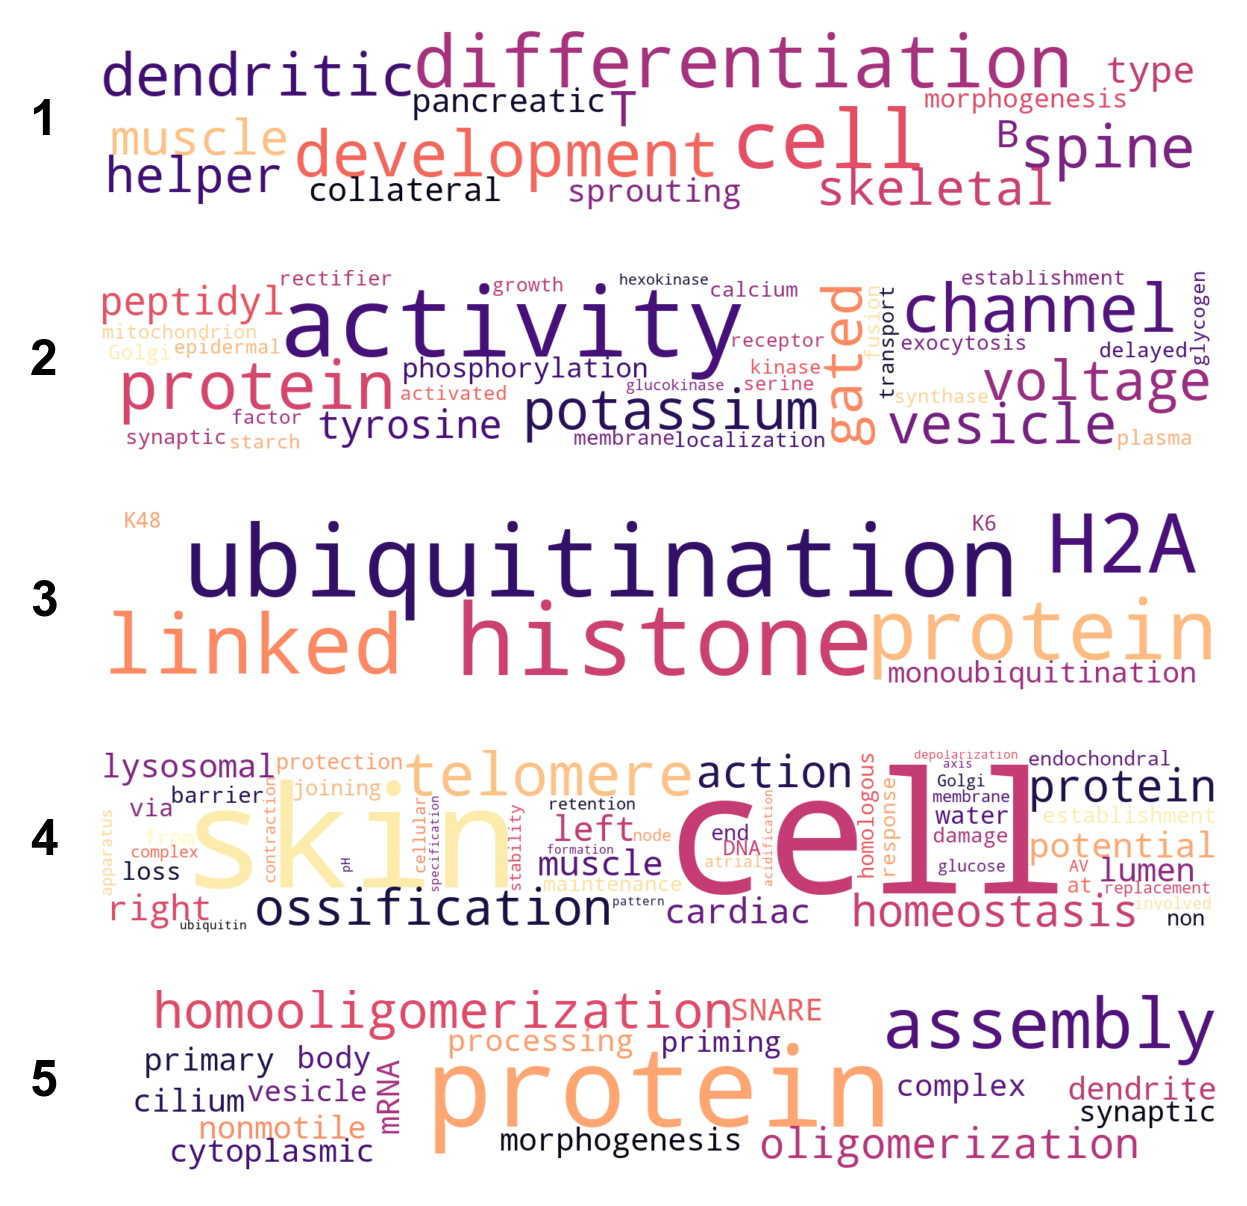 1
dendritic
differentiation
type
pancreatic
T
morphogenesis
muscle
development
cell
B
spine
helper
collateral
sprouting
skeletal
2
rectifier
growth
hexokinase
calcium
establishment
peptidyl
activity
gated
fusion
transport
channel
glycogen
mitochondrion
Golgi
epidermal
receptor
exocytosis
delayed
protein
phosphorylation
kinase
activated
glucokinase
serine
synthase
voltage
factor
tyrosine
potassium
vesicle
synaptic
starch
membrane
localization
plasma
3
K48
ubiquitination
K6
H2A
linked
histone
protein
monoubiquitination
4
lysosomal
protection
telomere
action
homologous
depolarization
axis
endochondral
barrier
joining
Golgi
protein
via
skin
contraction
cellular
specification
stability
retention
cell
acidification
response
membrane
water
establishment
apparatus
from
left
node
end
DNA
damage
potential
complex
pH
formation
muscle
atrial
glucose
AV
lumen
loss
maintenance
at
replacement
right
ossification
pattern
cardiac
homeostasis
involved
ubiquitin
non
5
homooligomerization
SNARE
assembly
processing
priming
primary
body
mRNA
protein
complex
dendrite
cilium
vesicle
synaptic
nonmotile
morphogenesis
oligomerization
cytoplasmic